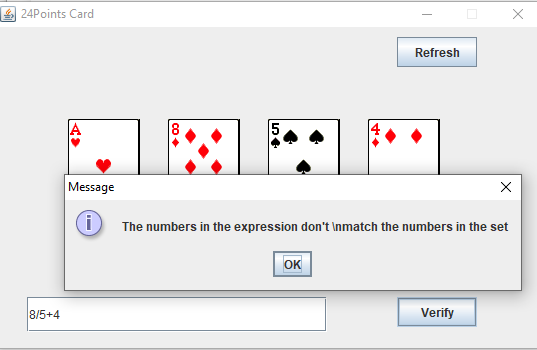 24Points Card
Refresh
A
8
5
4
Message
The numbers in the expression don't \nmatch the numbers in the set
OK
8/5+4
Verify